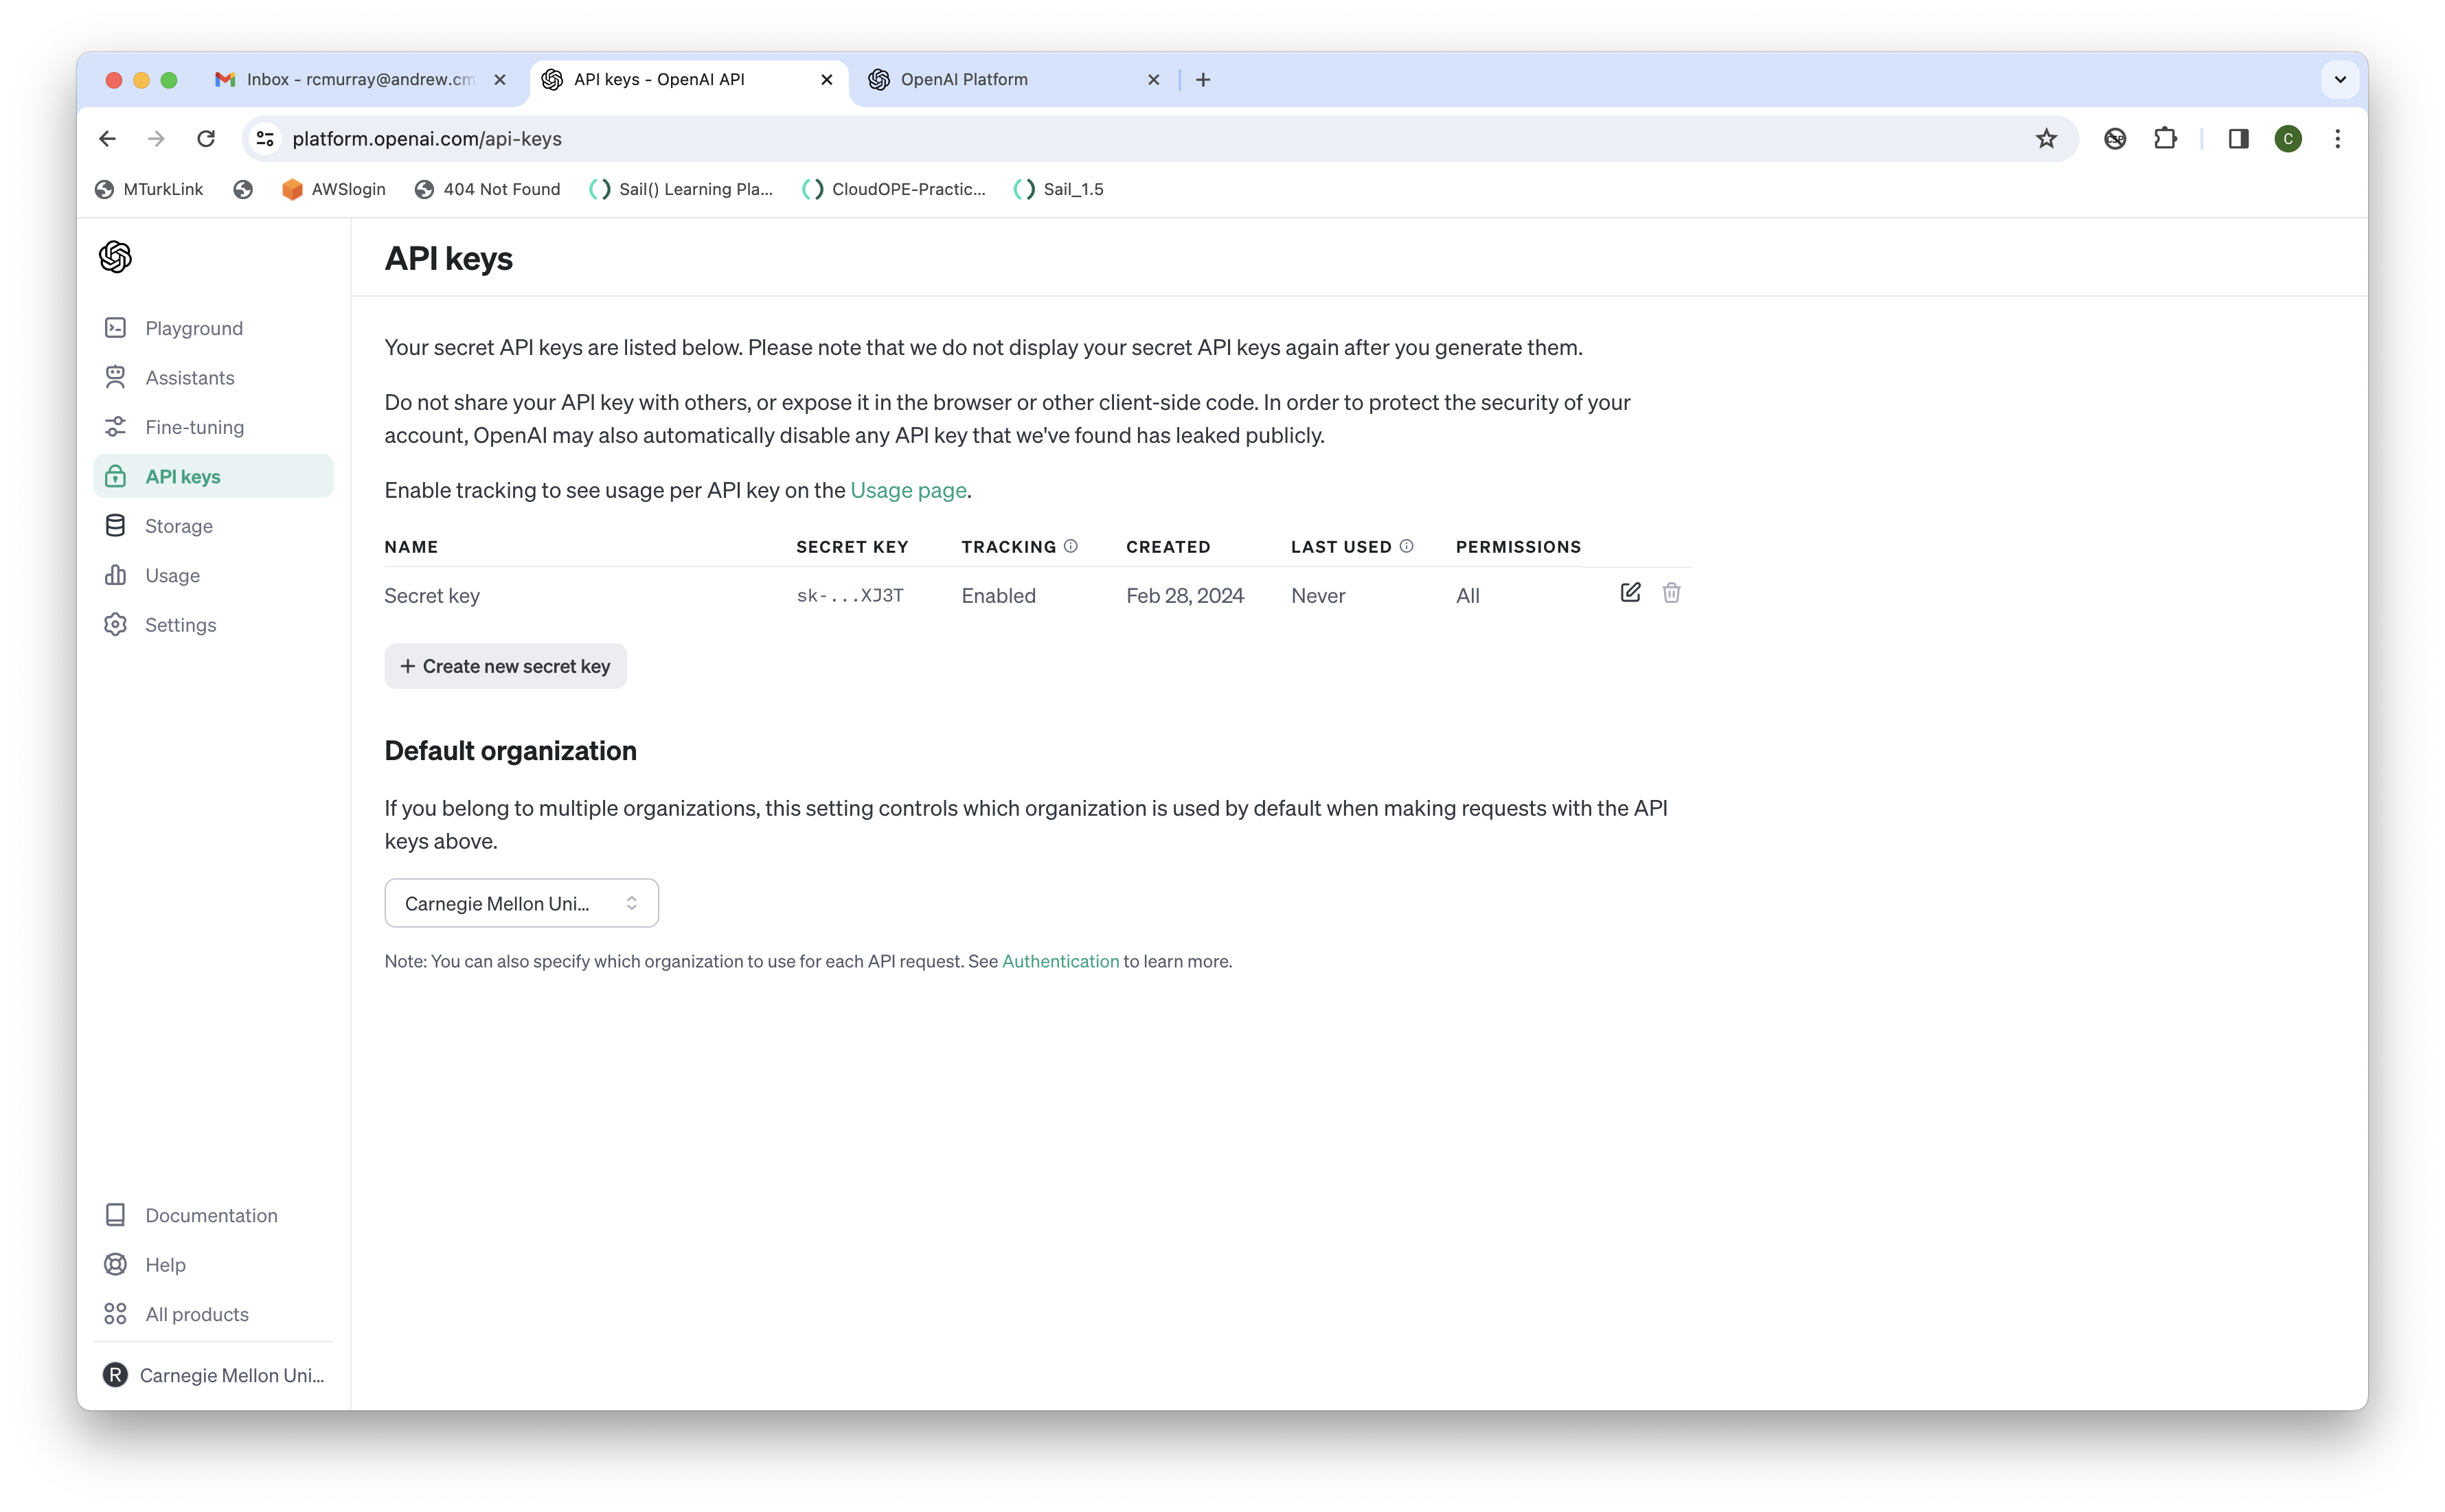 Inbox - rcmurray@andrew.cm
API keys - OpenAI API
OpenAI Platform
platform.openai.com/api-keys
C
MTurkLink
AWSlogin
404 Not Found
Sail() Learning Pla...
CloudOPE-Practic...
Sail_1.5
API keys
Playground
Assistants
Fine-tuning
API keys
Storage
Usage
Settings
Your secret API keys are listed below. Please note that we do not display your secret API keys again after you generate them.
Do not share your API key with others, or expose it in the browser or other client-side code. In order to protect the security of your
account, OpenAI may also automatically disable any API key that we've found has leaked publicly.
Enable tracking to see usage per API key on the Usage page.
NAME SECRET KEY TRACKING CREATED LAST USED PERMISSIONS
Secret key sk-...XJ3T Enabled Feb 28, 2024 Never All
+ Create new secret key
Default organization
If you belong to multiple organizations, this setting controls which organization is used by default when making requests with the API
keys above.
Carnegie Mellon Uni...
Note: You can also specify which organization to use for each API request. See Authentication to learn more.
Documentation
Help
All products
R Carnegie Mellon Uni...